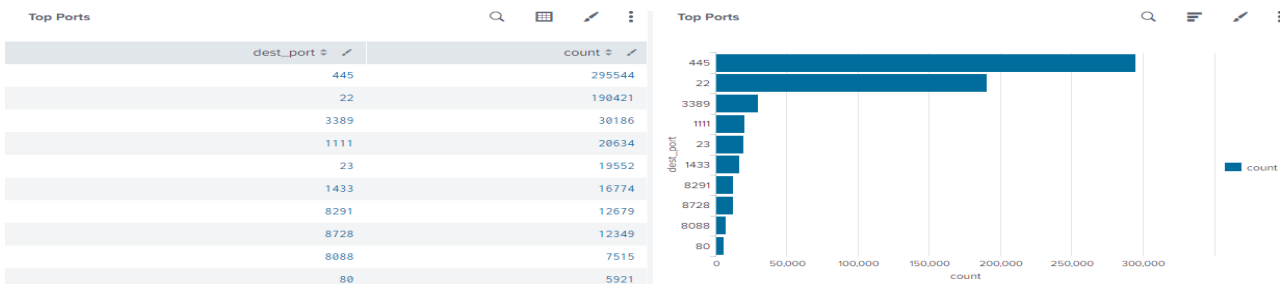 Top Ports
dest_port count
445 295544
22 190421
3389 30186
1111 20634
23 19552
1433 16774
8291 12679
8728 12349
8088 7515
80 5921
Top Ports
dest_port
445
22
3389
1111
23
1433
8291
8728
8088
80
0 50,000 100,000 150,000 200,000 250,000 300,000
count
count